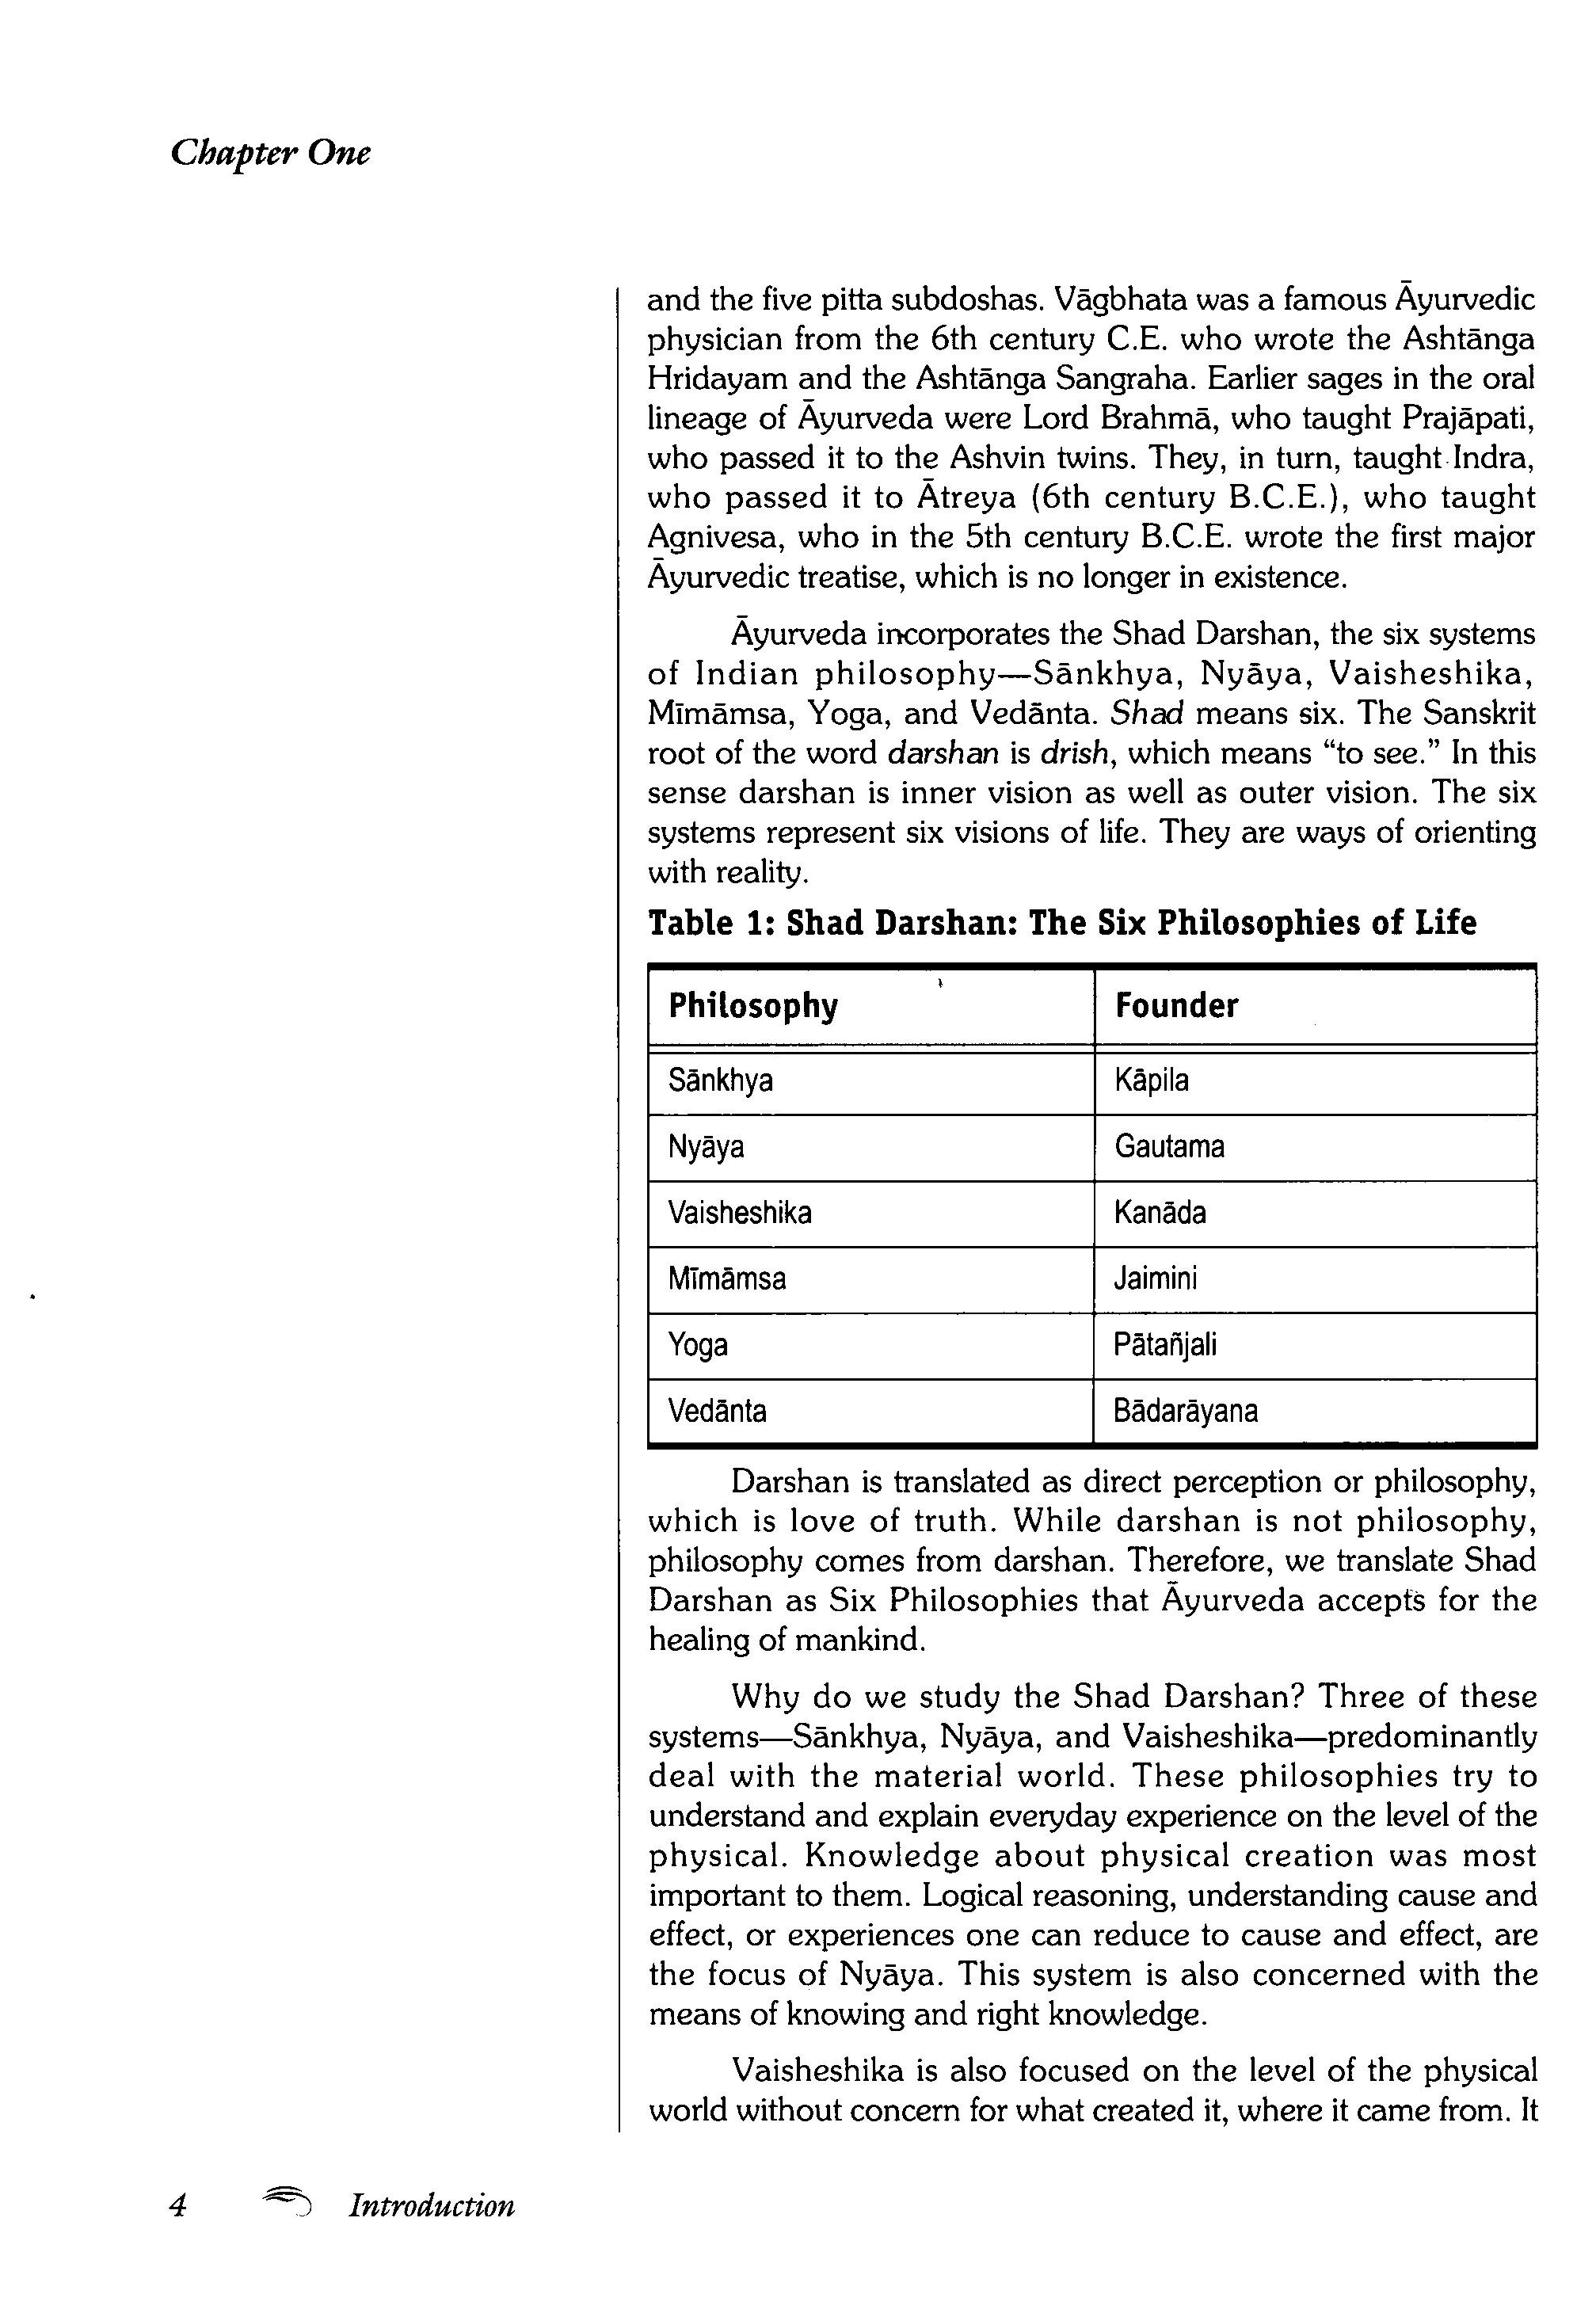 Chapter One
and the five pitta subdoshas. Vāgbhata was a famous Āyurvedic
physician from the 6th century C.E. who wrote the Ashtānga
Hridayam and the Ashtānga Sangraha. Earlier sages in the oral
lineage of Āyurveda were Lord Brahmā, who taught Prajāpati,
who passed it to the Ashvin twins. They, in turn, taught Indra,
who passed it to Ātreya (6th century B.C.E.), who taught
Agnivesa, who in the 5th century B.C.E. wrote the first major
Āyurvedic treatise, which is no longer in existence.
Āyurveda incorporates the Shad Darshan, the six systems
of Indian philosophy—Sānkhya, Nyāya, Vaisheshika,
Mīmāmsa, Yoga, and Vedānta. Shad means six. The Sanskrit
root of the word darshan is drish, which means “to see.” In this
sense darshan is inner vision as well as outer vision. The six
systems represent six visions of life. They are ways of orienting
with reality.
Table 1: Shad Darshan: The Six Philosophies of Life
Philosophy Founder
Sānkhya Kāpila
Nyāya Gautama
Vaisheshika Kanāda
Mīmāmsa Jaimini
Yoga Pātañjali
Vedānta Bādarāyana
Darshan is translated as direct perception or philosophy,
which is love of truth. While darshan is not philosophy,
philosophy comes from darshan. Therefore, we translate Shad
Darshan as Six Philosophies that Āyurveda accepts for the
healing of mankind.
Why do we study the Shad Darshan? Three of these
systems—Sānkhya, Nyāya, and Vaisheshika—predominantly
deal with the material world. These philosophies try to
understand and explain everyday experience on the level of the
physical. Knowledge about physical creation was most
important to them. Logical reasoning, understanding cause and
effect, or experiences one can reduce to cause and effect, are
the focus of Nyāya. This system is also concerned with the
means of knowing and right knowledge.
Vaisheshika is also focused on the level of the physical
world without concern for what created it, where it came from. It
4 Introduction